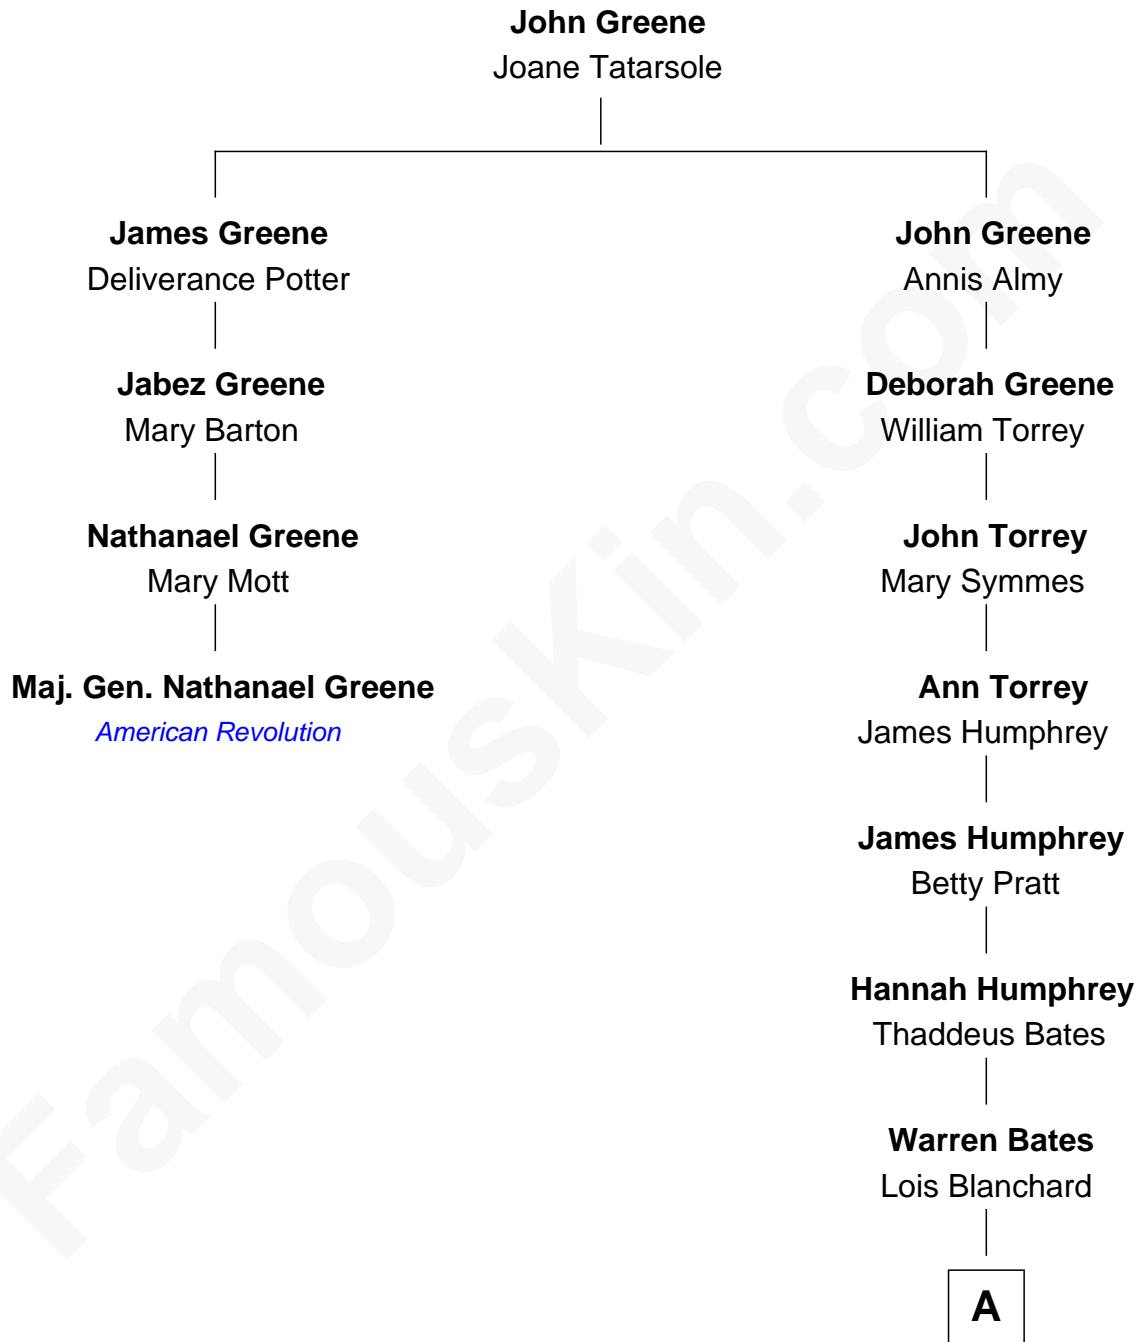 John Greene
Joane Tatarsole
James Greene
Deliverance Potter
John Greene
Annis Almy
Jabez Greene
Mary Barton
Deborah Greene
William Torrey
Nathanael Greene
Mary Mott
John Torrey
Mary Symmes
Maj. Gen. Nathanael Greene
American Revolution
Ann Torrey
James Humphrey
James Humphrey
Betty Pratt
Hannah Humphrey
Thaddeus Bates
Warren Bates
Lois Blanchard
A
FamousKin.com